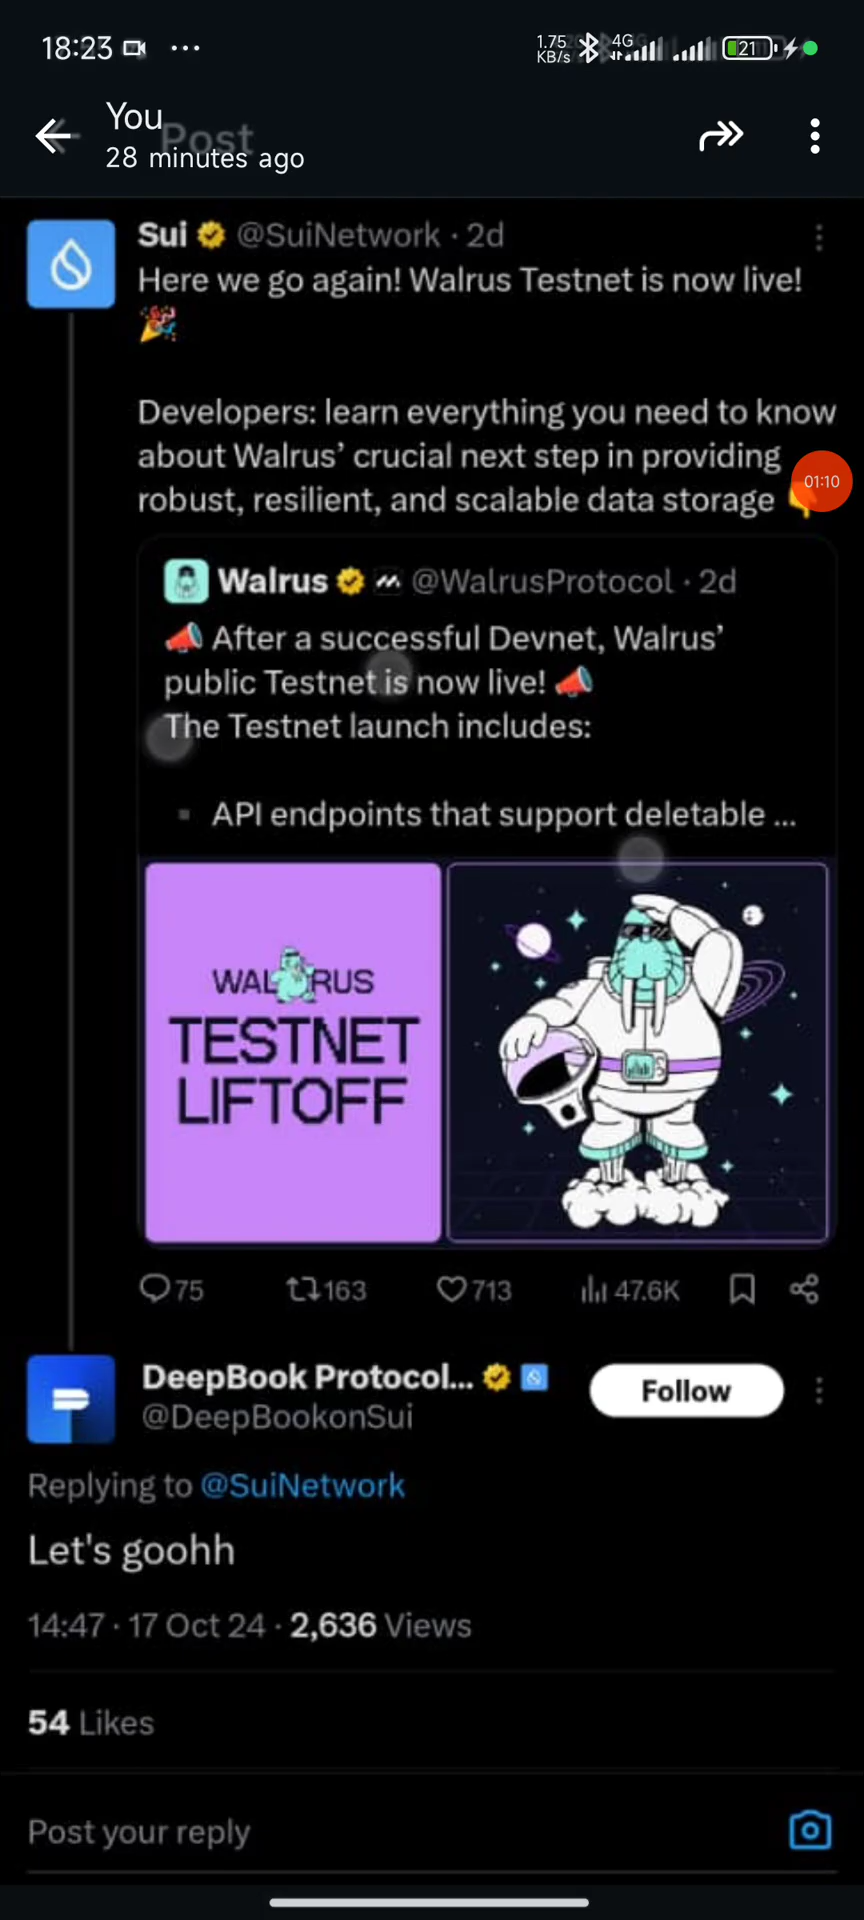 18:23
1.75 KB/s 4G 21
You
Post
28 minutes ago
Sui @SuiNetwork · 2d
Here we go again! Walrus Testnet is now live!
🎉
Developers: learn everything you need to know
about Walrus’ crucial next step in providing
robust, resilient, and scalable data storage 👇
01:10
Walrus @WalrusProtocol · 2d
📣 After a successful Devnet, Walrus’
public Testnet is now live! 📣
The Testnet launch includes:
▪ API endpoints that support deletable ...
WALRUS
TESTNET
LIFTOFF
75 163 713 47.6K
DeepBook Protocol...
Follow
@DeepBookonSui
Replying to @SuiNetwork
Let's goohh
14:47 · 17 Oct 24 · 2,636 Views
54 Likes
Post your reply